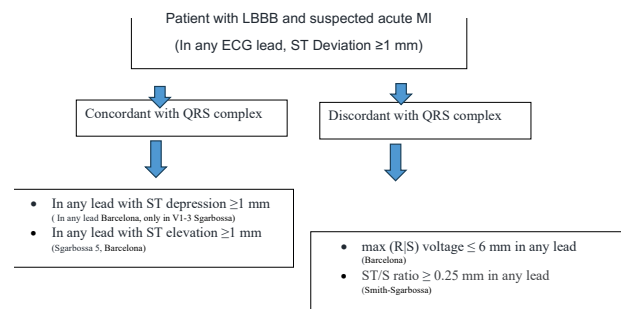 Patient with LBBB and suspected acute MI
(In any ECG lead, ST Deviation ≥1 mm)
Concordant with QRS complex
Discordant with QRS complex
• In any lead with ST depression ≥1 mm
( In any lead Barcelona, only in V1-3 Sgarbossa)
• In any lead with ST elevation ≥1 mm
(Sgarbossa 5, Barcelona)
• max (R|S) voltage ≤ 6 mm in any lead
(Barcelona)
• ST/S ratio ≥ 0.25 mm in any lead
(Smith-Sgarbossa)